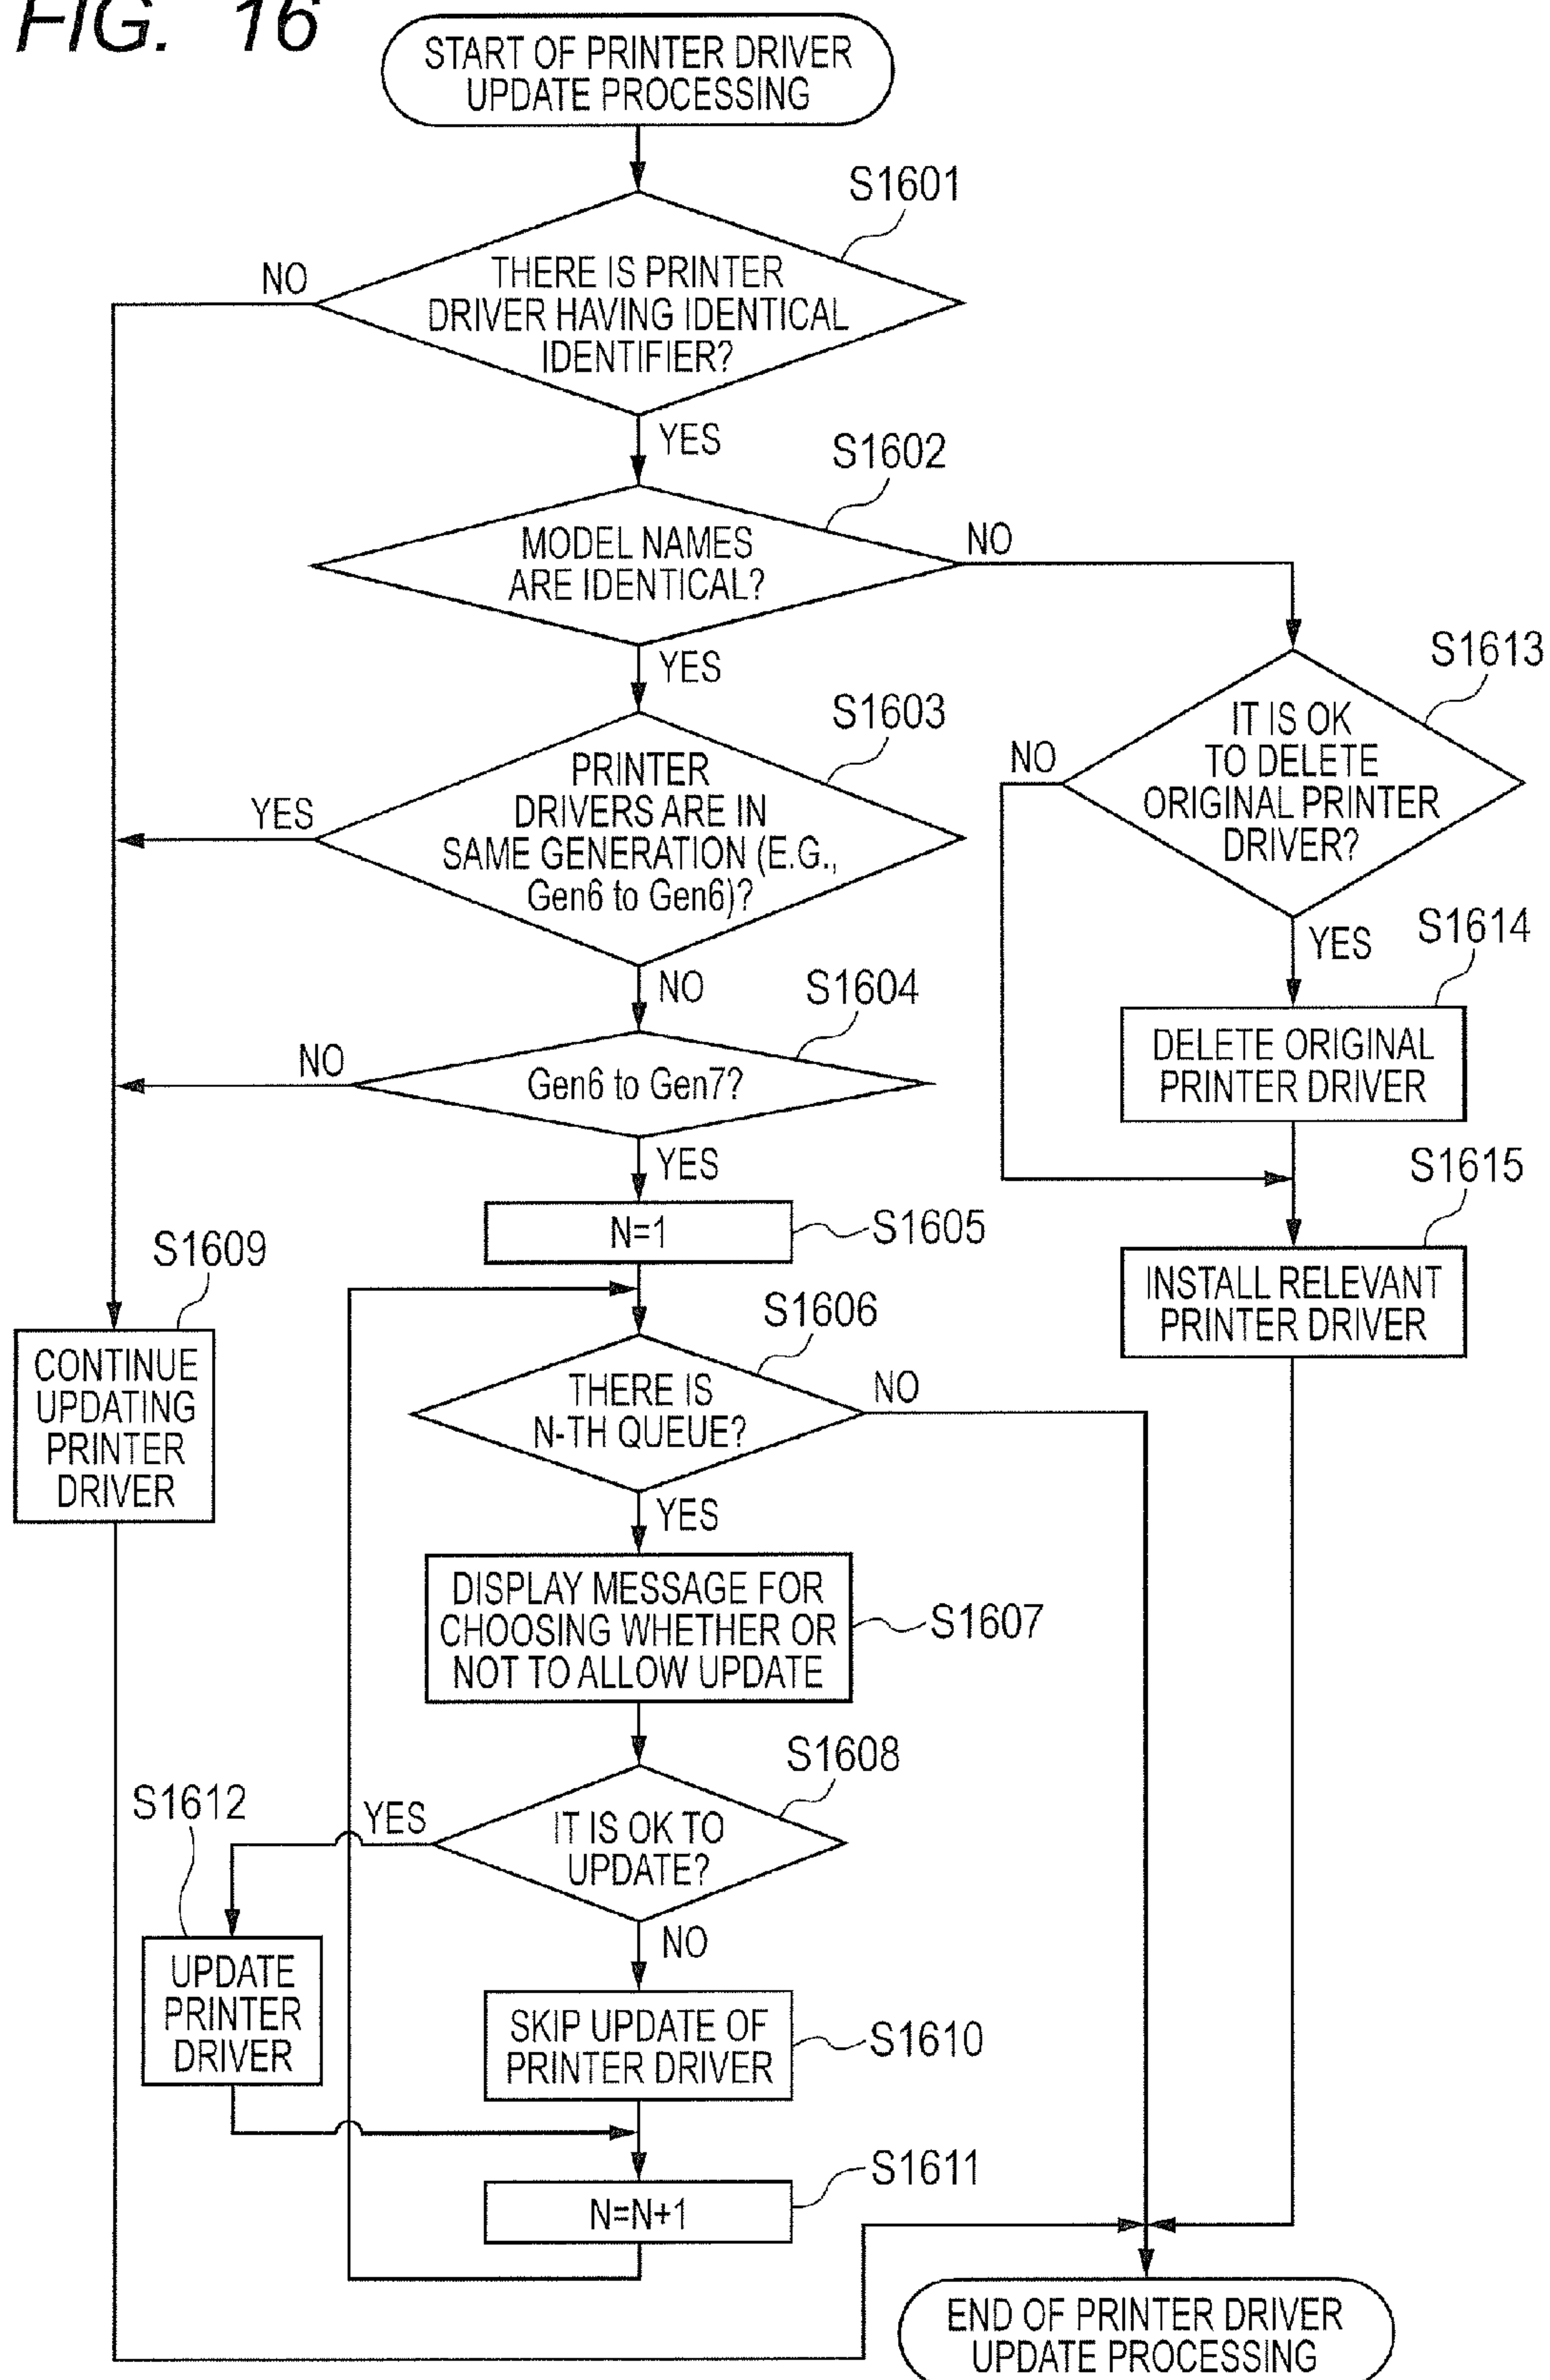 FIG. 16
START OF PRINTER DRIVER
UPDATE PROCESSING
S1601
THERE IS PRINTER
DRIVER HAVING IDENTICAL
IDENTIFIER?
NO
YES
S1602
MODEL NAMES
ARE IDENTICAL?
NO
YES
S1603
PRINTER
DRIVERS ARE IN
SAME GENERATION (E.G.,
Gen6 to Gen6)?
YES
NO
S1613
IT IS OK
TO DELETE
ORIGINAL PRINTER
DRIVER?
NO
YES
S1604
Gen6 to Gen7?
NO
YES
S1614
DELETE ORIGINAL
PRINTER DRIVER
N=1
S1605
S1615
INSTALL RELEVANT
PRINTER DRIVER
S1609
CONTINUE
UPDATING
PRINTER
DRIVER
S1606
THERE IS
N-TH QUEUE?
NO
YES
DISPLAY MESSAGE FOR
CHOOSING WHETHER OR
NOT TO ALLOW UPDATE
S1607
S1608
IT IS OK TO
UPDATE?
YES
NO
S1612
UPDATE
PRINTER
DRIVER
SKIP UPDATE OF
PRINTER DRIVER
S1610
S1611
N=N+1
END OF PRINTER DRIVER
UPDATE PROCESSING